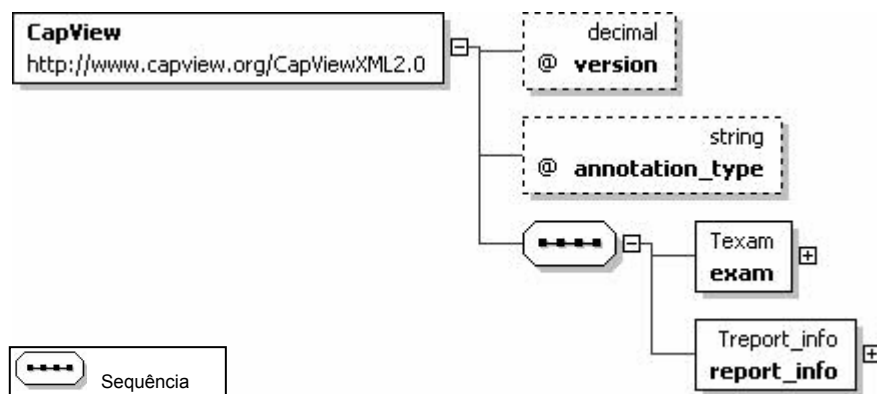 CapView
http://www.capview.org/CapViewXML2.0
decimal
@ version
string
@ annotation_type
Texam
exam
Treport_info
report_info
Sequência